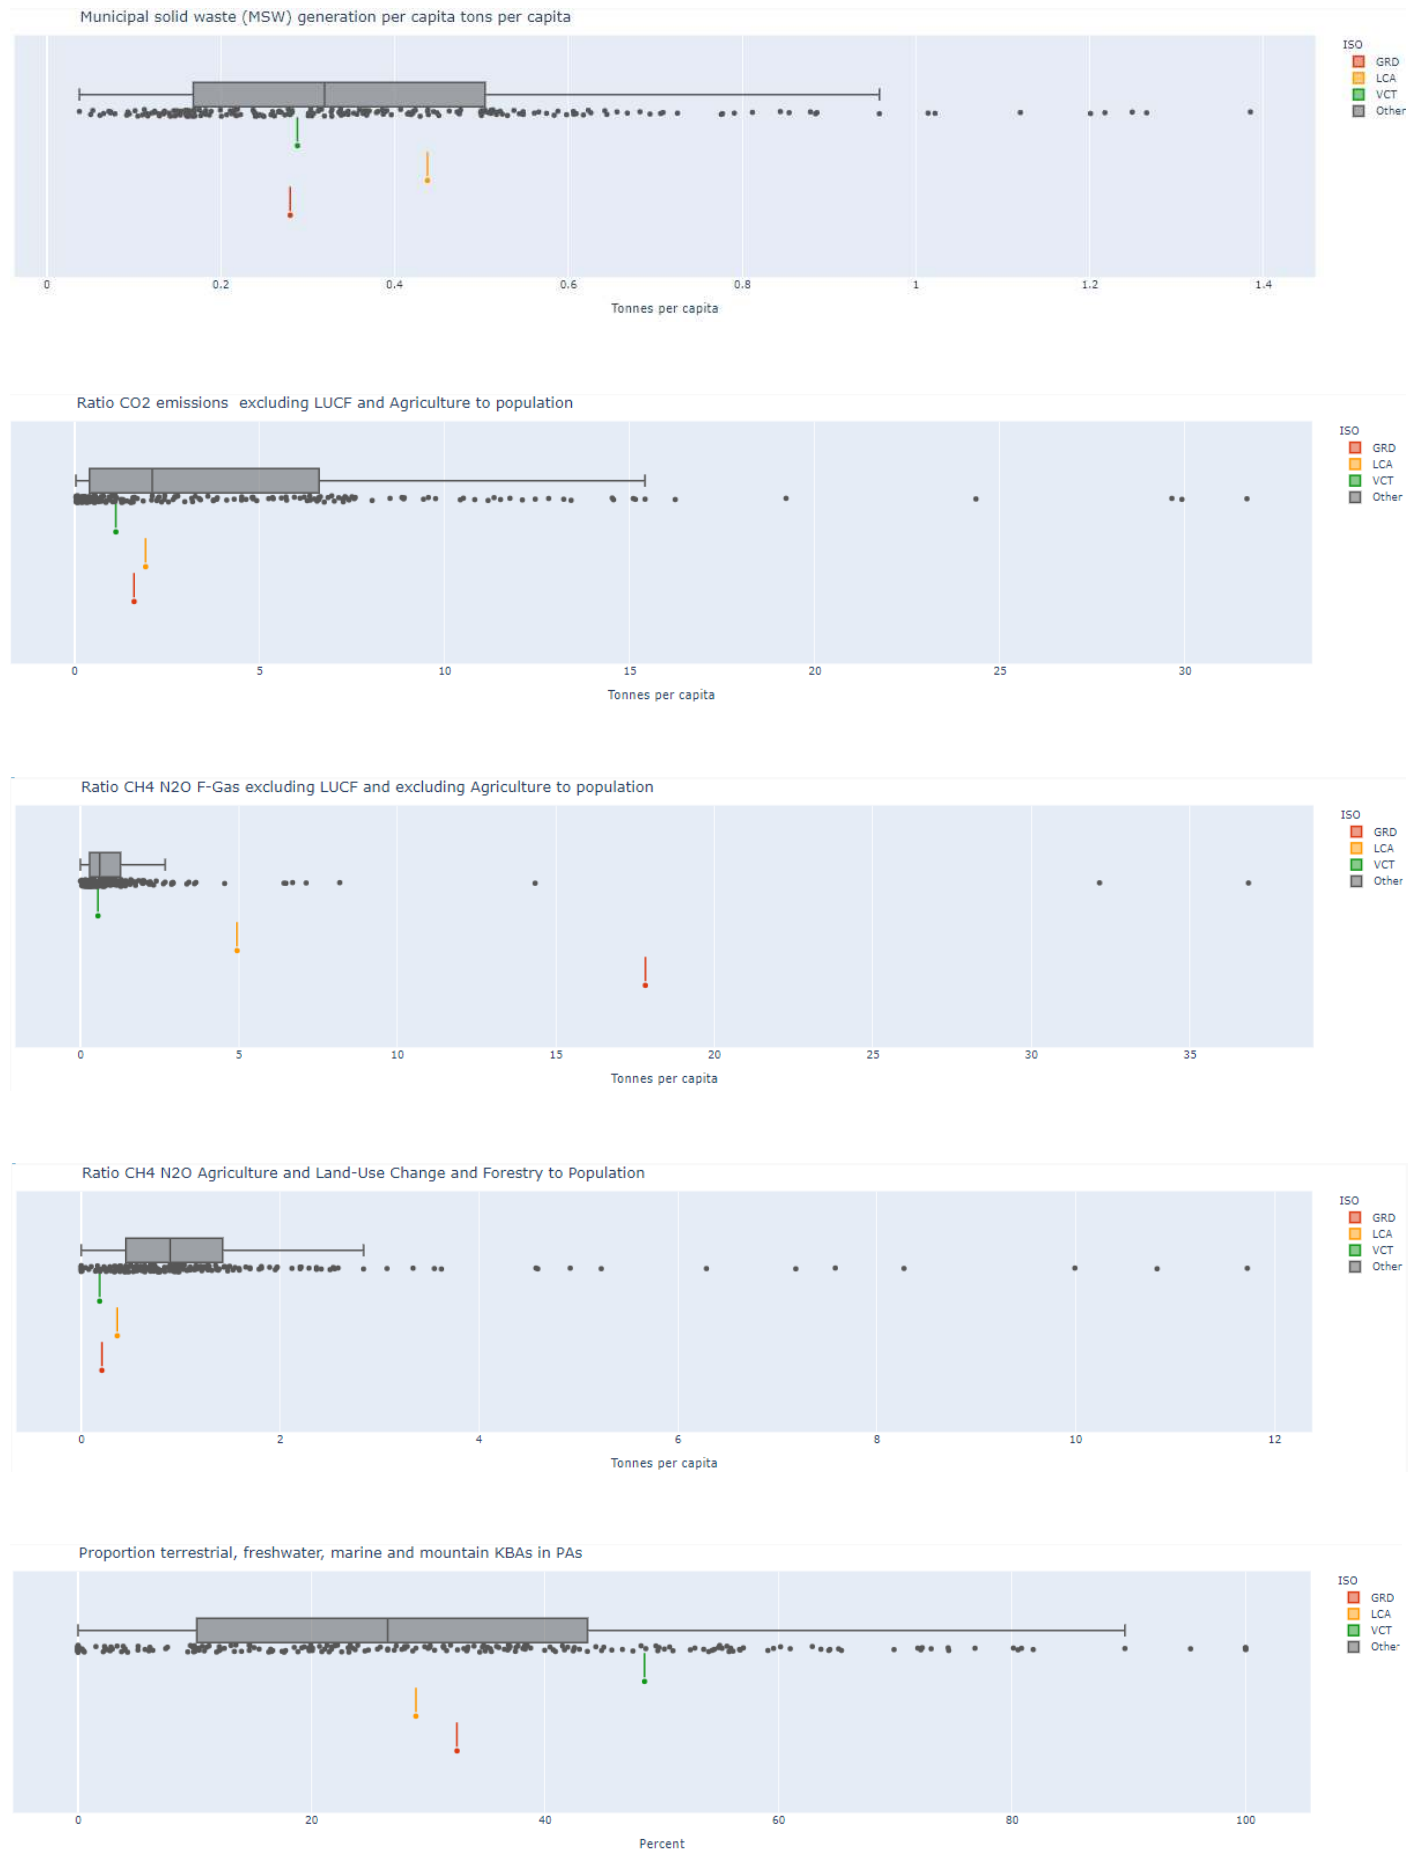 Municipal solid waste (MSW) generation per capita tons per capita
ISO
GRD
LCA
VCT
Other
0 0.2 0.4 0.6 0.8 1 1.2 1.4
Tonnes per capita
Ratio CO2 emissions  excluding LUCF and Agriculture to population
ISO
GRD
LCA
VCT
Other
0 5 10 15 20 25 30
Tonnes per capita
Ratio CH4 N2O F-Gas excluding LUCF and excluding Agriculture to population
ISO
GRD
LCA
VCT
Other
0 5 10 15 20 25 30 35
Tonnes per capita
Ratio CH4 N2O Agriculture and Land-Use Change and Forestry to Population
ISO
GRD
LCA
VCT
Other
0 2 4 6 8 10 12
Tonnes per capita
Proportion terrestrial, freshwater, marine and mountain KBAs in PAs
ISO
GRD
LCA
VCT
Other
0 20 40 60 80 100
Percent